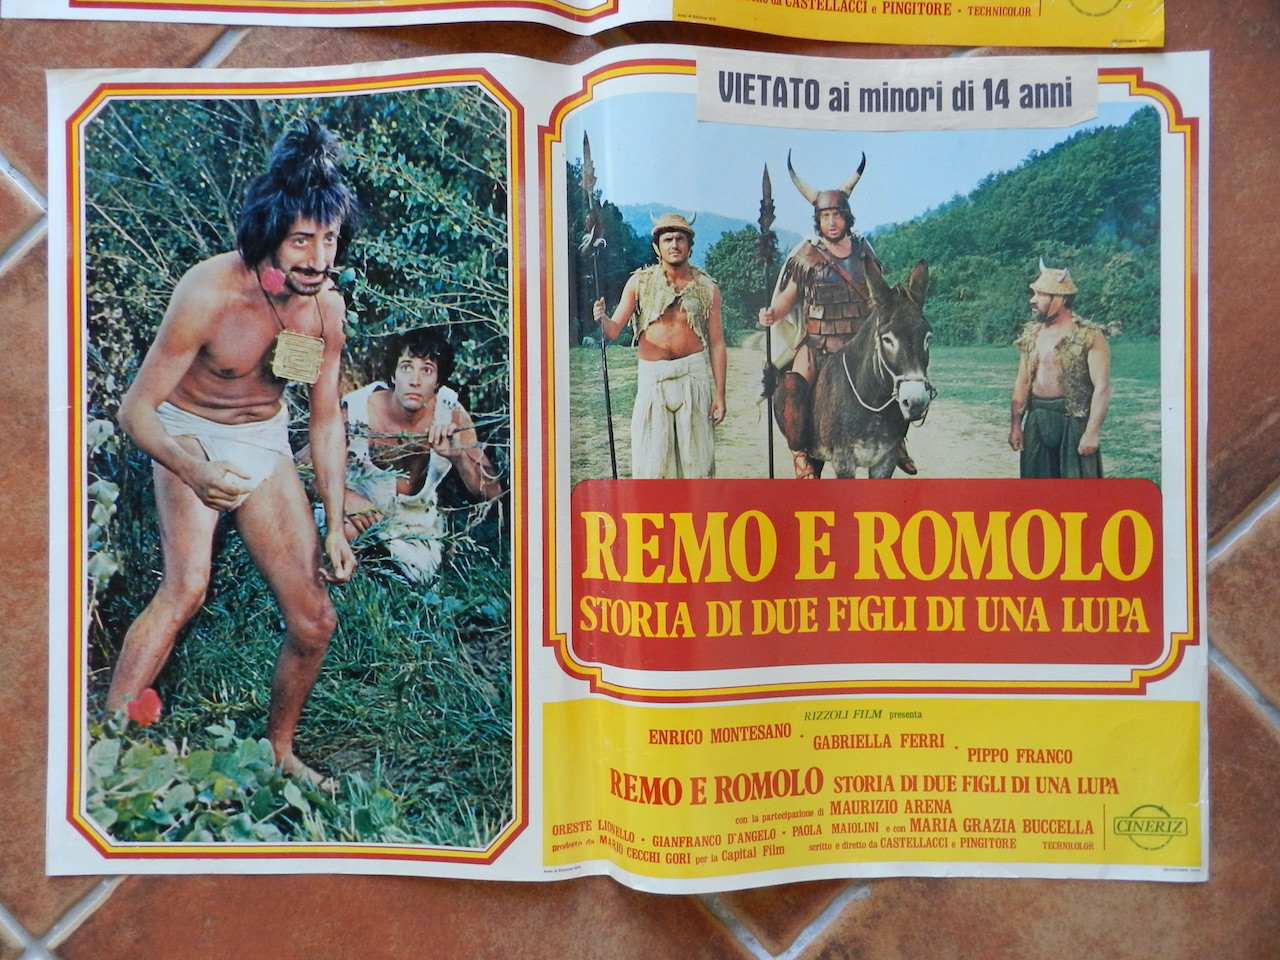 CASTELLACCI e PINGITORE - TECHNICOLOR
VIETATO ai minori di 14 anni
REMO E ROMOLO
STORIA DI DUE FIGLI DI UNA LUPA
RIZZOLI FILM presenta
ENRICO MONTESANO - GABRIELLA FERRI - PIPPO FRANCO
REMO E ROMOLO STORIA DI DUE FIGLI DI UNA LUPA
con la partecipazione di MAURIZIO ARENA
ORESTE LIONELLO - GIANFRANCO D'ANGELO - PAOLA MAIOLINI e con MARIA GRAZIA BUCCELLA
prodotto da MARIO CECCHI GORI per la Capital Film scritto e diretto da CASTELLACCI e PINGITORE TECHNICOLOR
CINERIZ